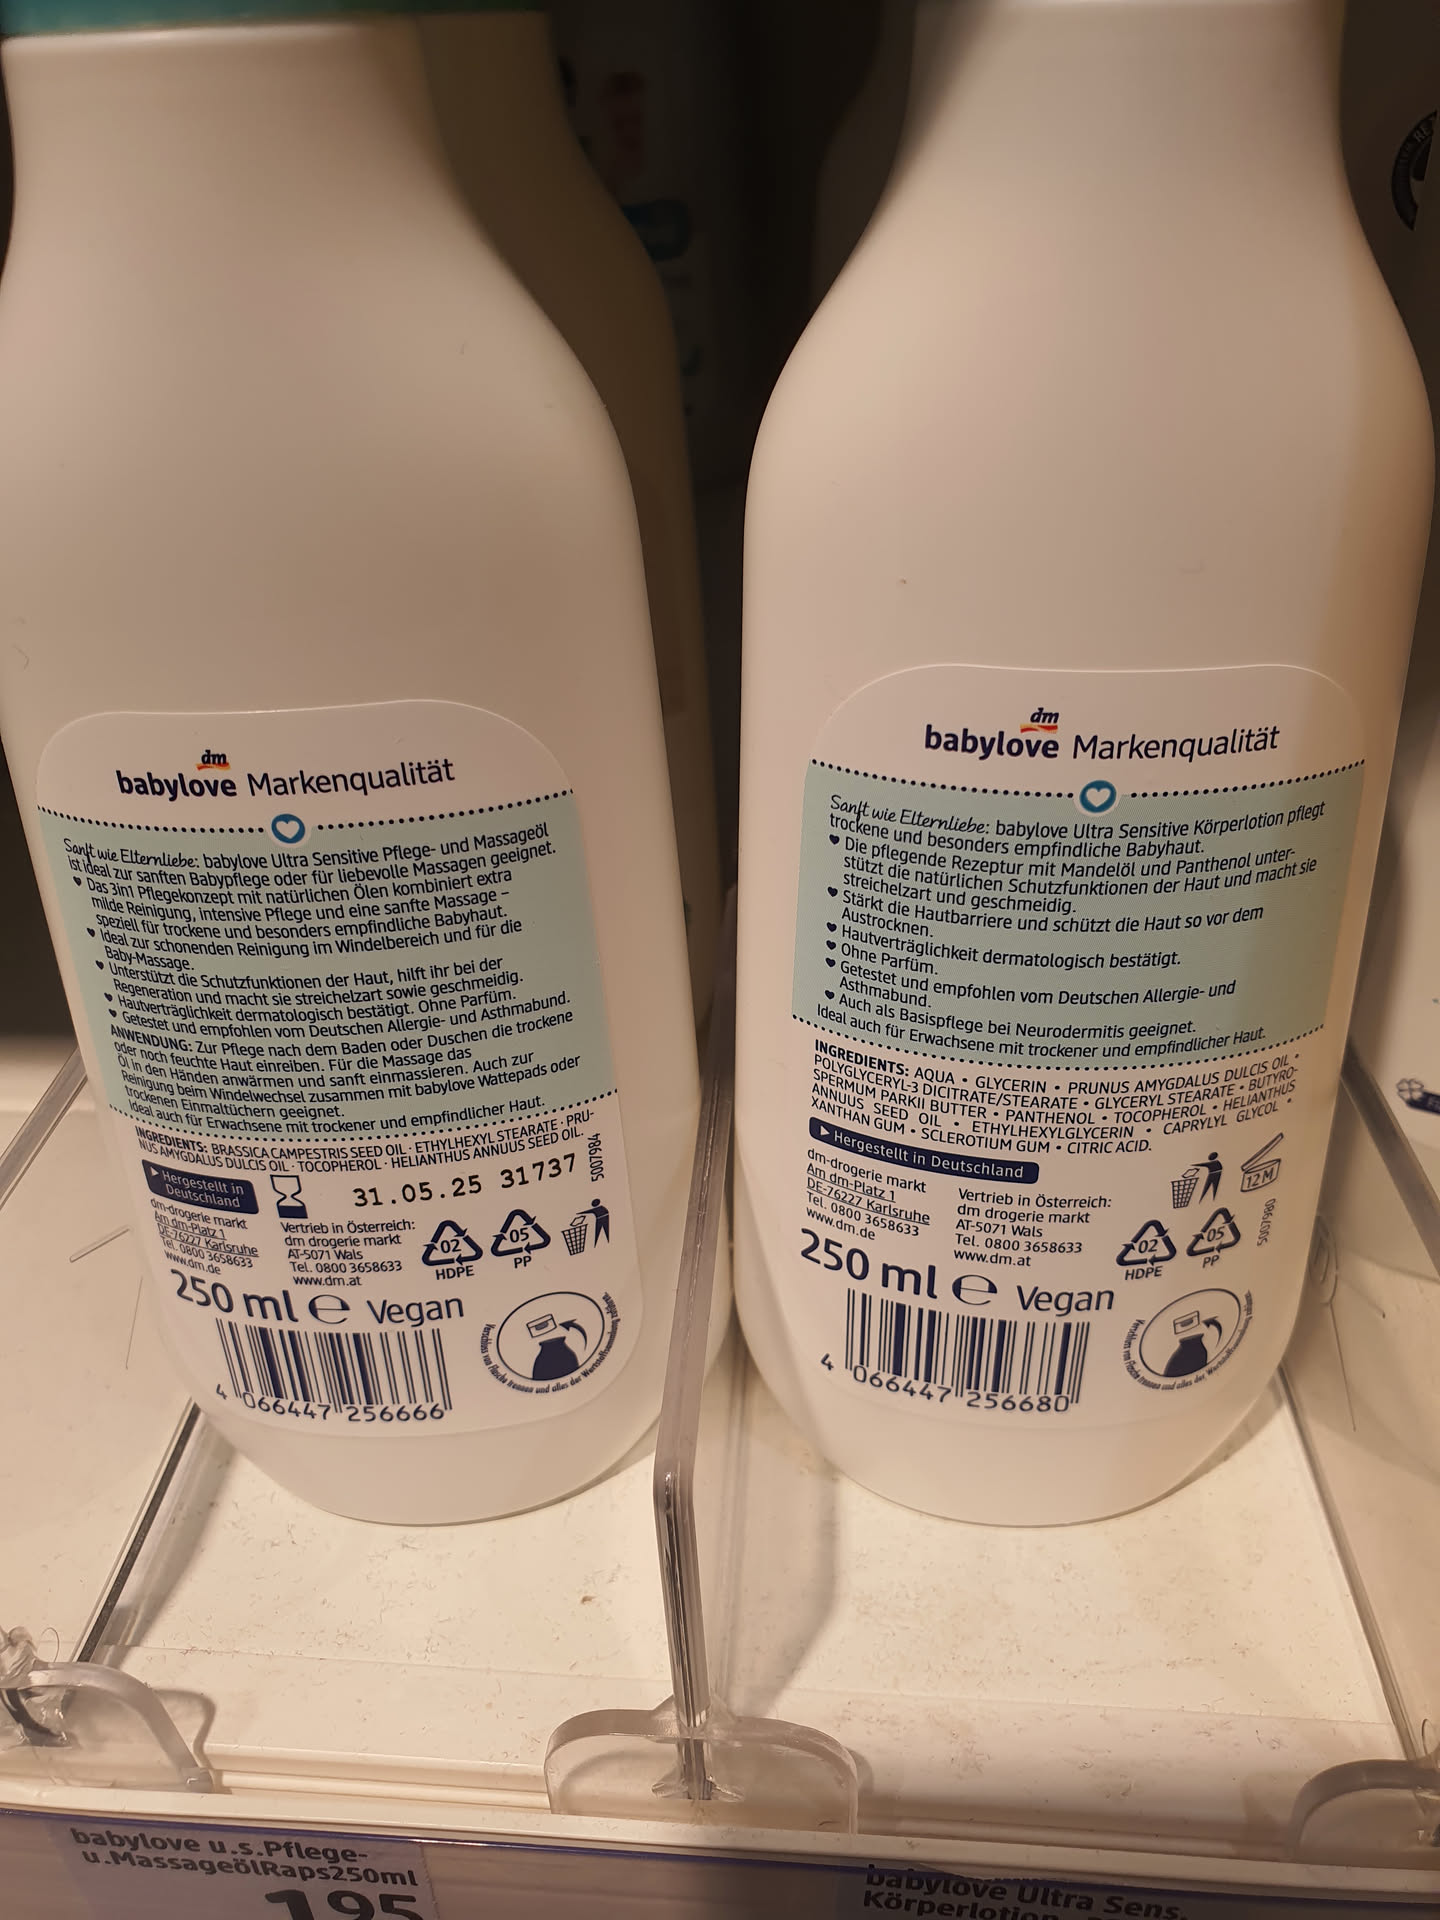 dm
babylove Markenqualität
Sanft wie Elternliebe: babylove Ultra Sensitive Pflege- und Massageöl
ist ideal zur sanften Babypflege oder für liebevolle Massagen geeignet.
Das 3in1 Pflegekonzept mit natürlichen Ölen kombiniert extra
milde Reinigung, intensive Pflege und eine sanfte Massage –
speziell für trockene und besonders empfindliche Babyhaut.
Ideal zur schonenden Reinigung im Windelbereich und für die
Baby-Massage.
Unterstützt die Schutzfunktionen der Haut, hilft ihr bei der
Regeneration und macht sie streichelzart sowie geschmeidig.
Hautverträglichkeit dermatologisch bestätigt. Ohne Parfüm.
Getestet und empfohlen vom Deutschen Allergie- und Asthmabund.
ANWENDUNG: Zur Pflege nach dem Baden oder Duschen die trockene
oder noch feuchte Haut einreiben. Für die Massage das
Öl in den Händen anwärmen und sanft einmassieren. Auch zur
Reinigung beim Windelwechsel zusammen mit babylove Wattepads oder
trockenen Einmaltüchern geeignet.
Ideal auch für Erwachsene mit trockener und empfindlicher Haut.
INGREDIENTS: BRASSICA CAMPESTRIS SEED OIL · ETHYLHEXYL STEARATE · PRU-
NUS AMYGDALUS DULCIS OIL · TOCOPHEROL · HELIANTHUS ANNUUS SEED OIL.
Hergestellt in
Deutschland
31.05.25 31737
5007984
dm-drogerie markt
Am dm-Platz 1
DE-76227 Karlsruhe
Tel. 0800 3658633
www.dm.de
Vertrieb in Österreich:
dm drogerie markt
AT-5071 Wals
Tel. 0800 3658633
www.dm.at
02
HDPE
05
PP
250 ml e Vegan
Verschluss von Flasche trennen und alles der Wertstoffsammlung zuführen.
4 066447 256666
dm
babylove Markenqualität
Sanft wie Elternliebe: babylove Ultra Sensitive Körperlotion pflegt
trockene und besonders empfindliche Babyhaut.
Die pflegende Rezeptur mit Mandelöl und Panthenol unter-
stützt die natürlichen Schutzfunktionen der Haut und macht sie
streichelzart und geschmeidig.
Stärkt die Hautbarriere und schützt die Haut so vor dem
Austrocknen.
Hautverträglichkeit dermatologisch bestätigt.
Ohne Parfüm.
Getestet und empfohlen vom Deutschen Allergie- und
Asthmabund.
Auch als Basispflege bei Neurodermitis geeignet.
Ideal auch für Erwachsene mit trockener und empfindlicher Haut.
INGREDIENTS: AQUA • GLYCERIN • PRUNUS AMYGDALUS DULCIS OIL •
POLYGLYCERYL-3 DICITRATE/STEARATE • GLYCERYL STEARATE • BUTYRO-
SPERMUM PARKII BUTTER • PANTHENOL • TOCOPHEROL • HELIANTHUS
ANNUUS SEED OIL • ETHYLHEXYLGLYCERIN • CAPRYLYL GLYCOL •
XANTHAN GUM • SCLEROTIUM GUM • CITRIC ACID.
Hergestellt in Deutschland
dm-drogerie markt
Am dm-Platz 1
DE-76227 Karlsruhe
Tel. 0800 3658633
www.dm.de
Vertrieb in Österreich:
dm drogerie markt
AT-5071 Wals
Tel. 0800 3658633
www.dm.at
12 M
02
HDPE
05
PP
250 ml e Vegan
4 066447 256680
babylove u.s.Pflege-
u.MassageölRaps250ml
195
babylove Ultra Sens.
Körperlotion